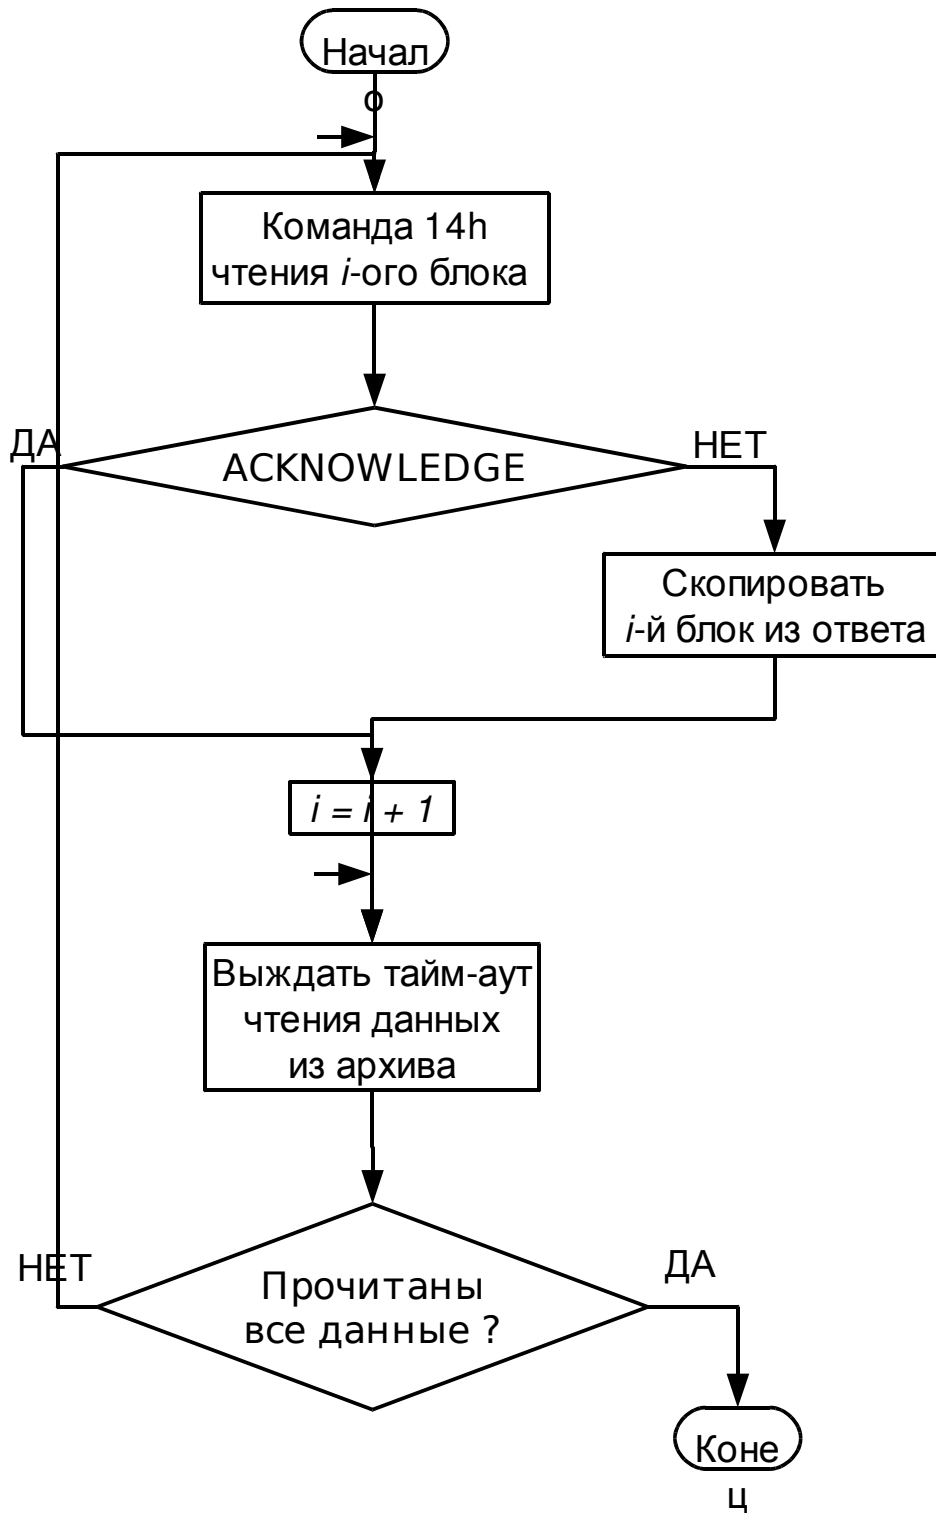 Начал
о
Команда 14h
чтения i-ого блока
ДА
ACKNOWLEDGE
НЕТ
Скопировать
i-й блок из ответа
i = i + 1
Выждать тайм-аут
чтения данных
из архива
НЕТ
Прочитаны
все данные ?
ДА
Коне
ц